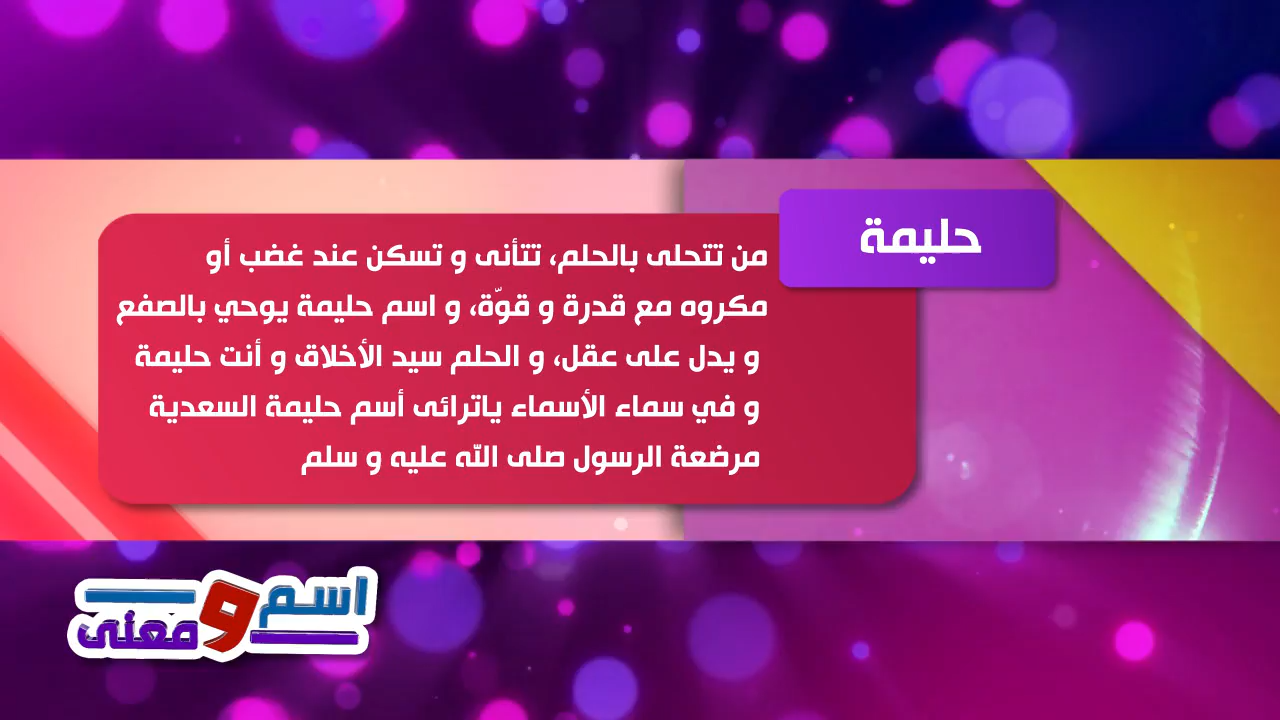 حليمة
من تتحلى بالحلم، تتأنى و تسكن عند غضب أو
مكروه مع قدرة و قوّة، و اسم حليمة يوحي بالصفع
و يدل على عقل، و الحلم سيد الأخلاق و أنت حليمة
و في سماء الأسماء ياترائى أسم حليمة السعدية
مرضعة الرسول صلى الله عليه و سلم
اسم و معنى